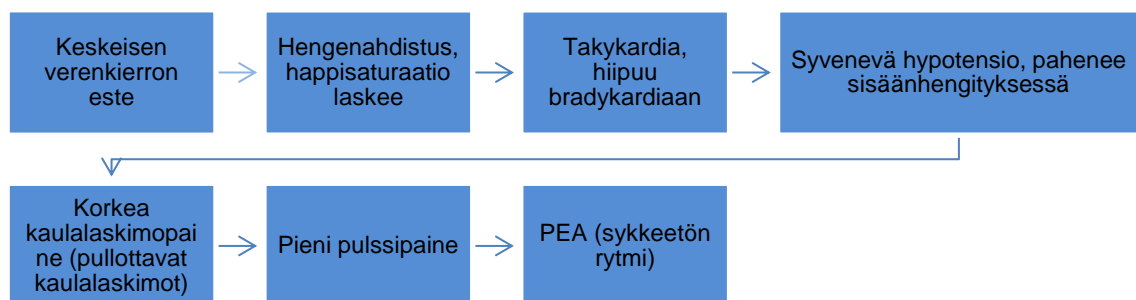 Keskeisen
verenkierron
este
Hengenahdistus,
happisaturaatio
laskee
Takykardia,
hiipuu
bradykardiaan
Syvenevä hypotensio, pahenee
sisäänhengityksessä
Korkea
kaulalaskimopai
ne (pullottavat
kaulalaskimot)
Pieni pulssipaine
PEA (sykkeetön
rytmi)